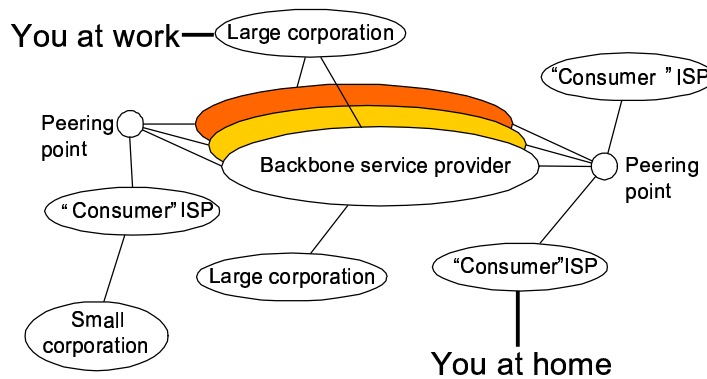 You at work
Large corporation
“Consumer ” ISP
Peering
point
Backbone service provider
Peering
point
“Consumer” ISP
Large corporation
“Consumer”ISP
Small
corporation
You at home